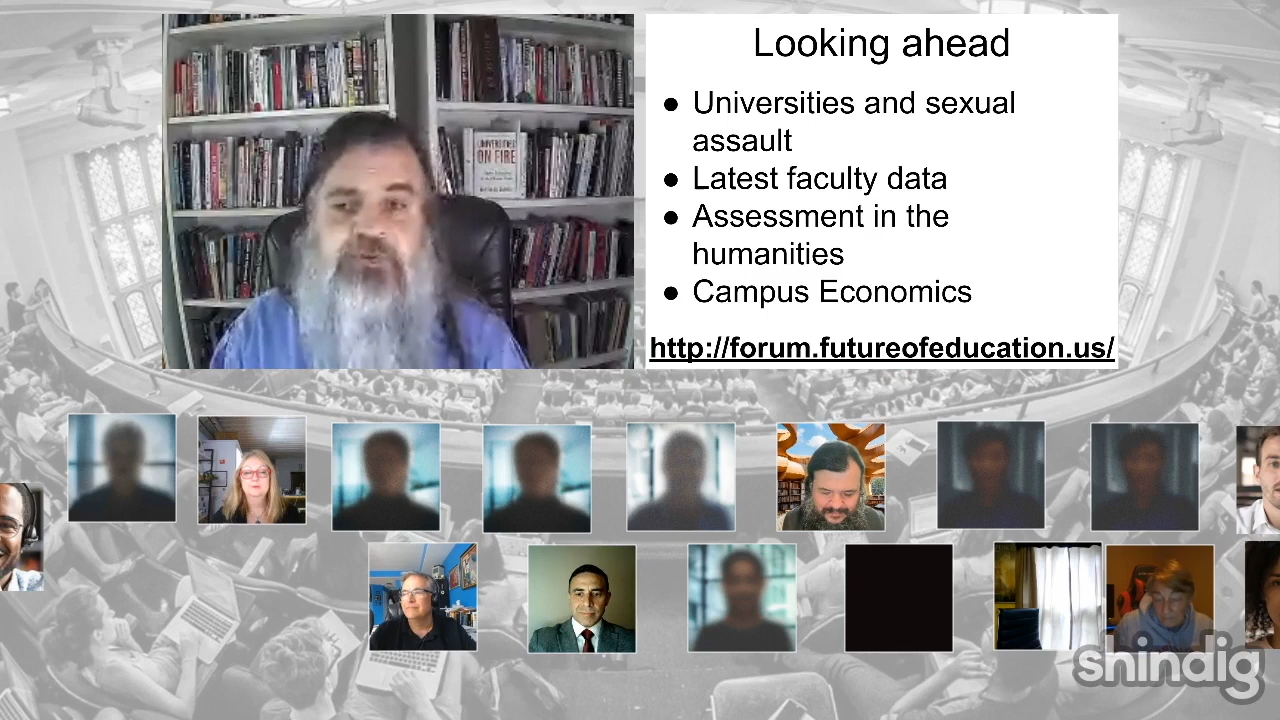 Looking ahead
● Universities and sexual
assault
● Latest faculty data
● Assessment in the
humanities
● Campus Economics
http://forum.futureofeducation.us/
UNIVERSITIES
ON FIRE
shindig